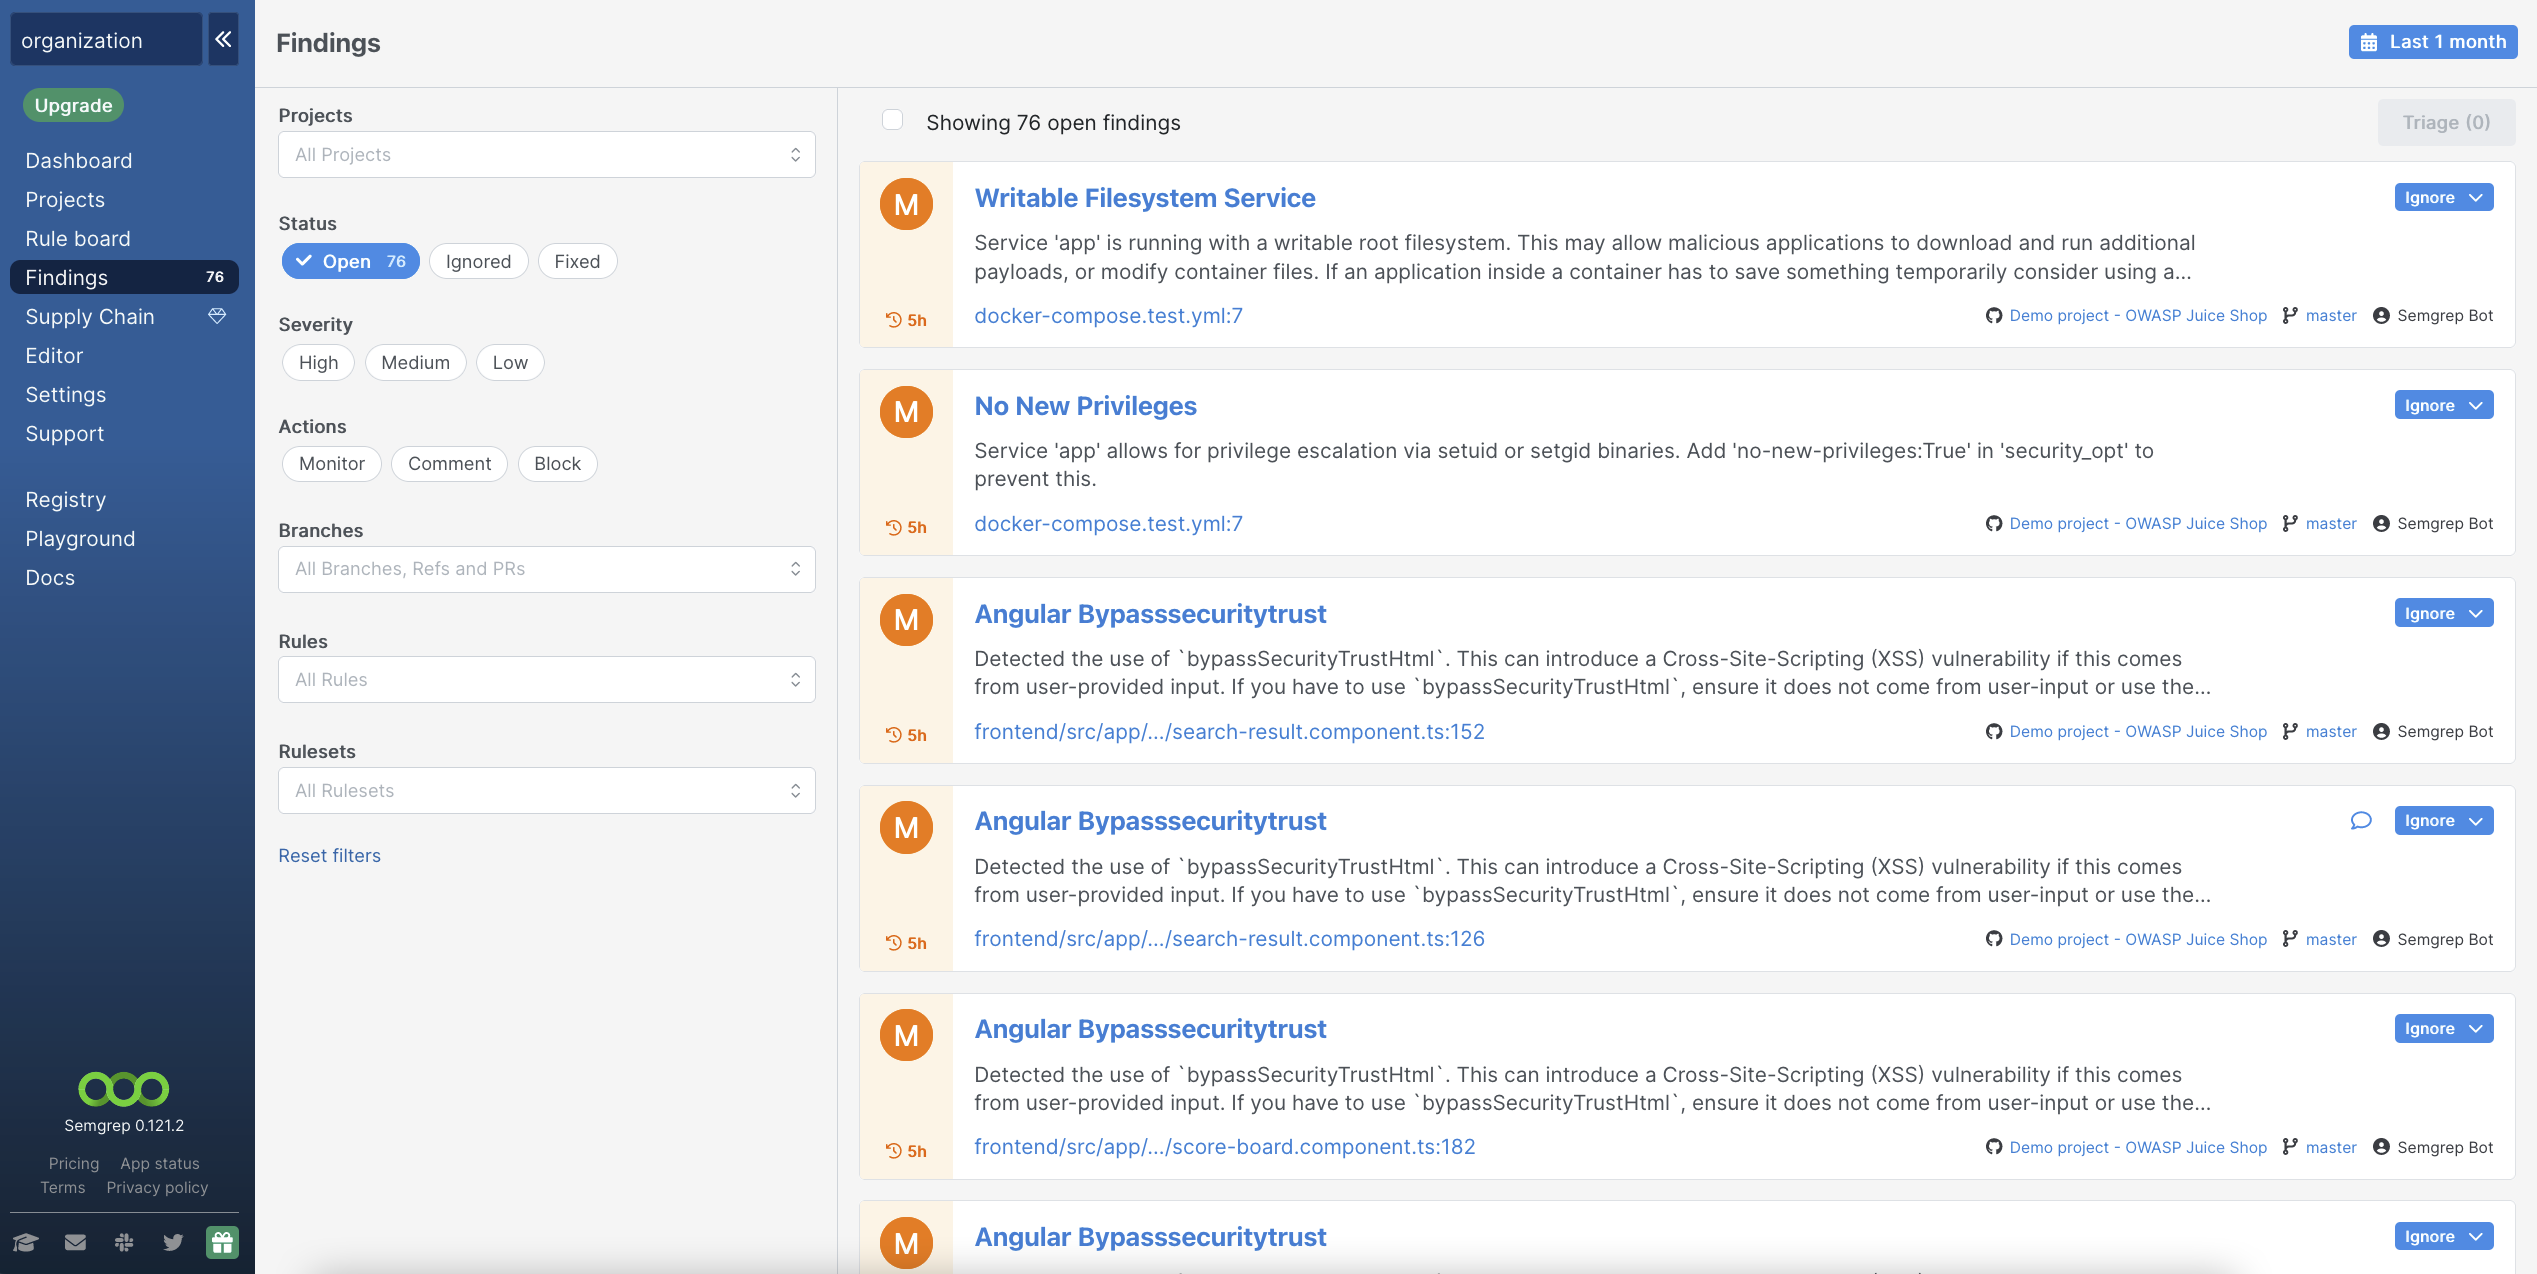 organization
Upgrade
Dashboard
Projects
Rule board
Findings 76
Supply Chain
Editor
Settings
Support
Registry
Playground
Docs
Semgrep 0.121.2
Pricing App status
Terms Privacy policy
Findings
Last 1 month
Projects
All Projects
Status
Open 76 Ignored Fixed
Severity
High Medium Low
Actions
Monitor Comment Block
Branches
All Branches, Refs and PRs
Rules
All Rules
Rulesets
All Rulesets
Reset filters
Showing 76 open findings
Triage (0)
M
Writable Filesystem Service
Ignore
Service 'app' is running with a writable root filesystem. This may allow malicious applications to download and run additional
payloads, or modify container files. If an application inside a container has to save something temporarily consider using a...
5h
docker-compose.test.yml:7
Demo project - OWASP Juice Shop master Semgrep Bot
M
No New Privileges
Ignore
Service 'app' allows for privilege escalation via setuid or setgid binaries. Add 'no-new-privileges:True' in 'security_opt' to
prevent this.
5h
docker-compose.test.yml:7
Demo project - OWASP Juice Shop master Semgrep Bot
M
Angular Bypasssecuritytrust
Ignore
Detected the use of `bypassSecurityTrustHtml`. This can introduce a Cross-Site-Scripting (XSS) vulnerability if this comes
from user-provided input. If you have to use `bypassSecurityTrustHtml`, ensure it does not come from user-input or use the...
5h
frontend/src/app/.../search-result.component.ts:152
Demo project - OWASP Juice Shop master Semgrep Bot
M
Angular Bypasssecuritytrust
Ignore
Detected the use of `bypassSecurityTrustHtml`. This can introduce a Cross-Site-Scripting (XSS) vulnerability if this comes
from user-provided input. If you have to use `bypassSecurityTrustHtml`, ensure it does not come from user-input or use the...
5h
frontend/src/app/.../search-result.component.ts:126
Demo project - OWASP Juice Shop master Semgrep Bot
M
Angular Bypasssecuritytrust
Ignore
Detected the use of `bypassSecurityTrustHtml`. This can introduce a Cross-Site-Scripting (XSS) vulnerability if this comes
from user-provided input. If you have to use `bypassSecurityTrustHtml`, ensure it does not come from user-input or use the...
5h
frontend/src/app/.../score-board.component.ts:182
Demo project - OWASP Juice Shop master Semgrep Bot
M
Angular Bypasssecuritytrust
Ignore